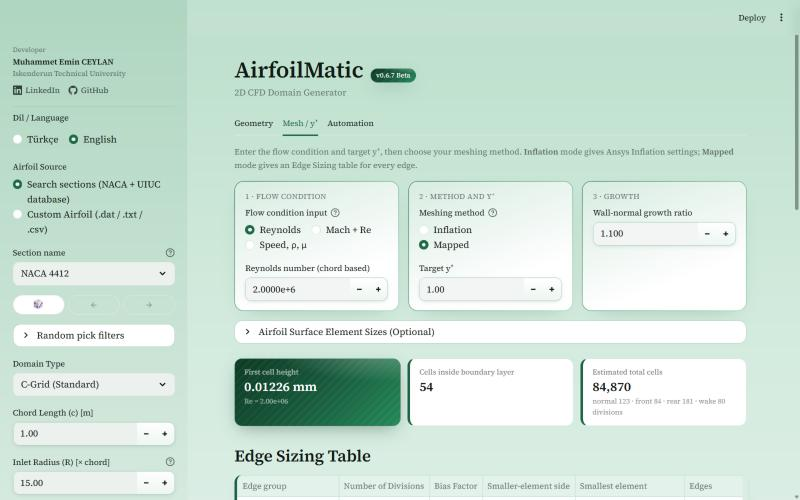 Deploy
Developer
Muhammet Emin CEYLAN
Iskenderun Technical University
LinkedIn GitHub
Dil / Language
Türkçe English
Airfoil Source
Search sections (NACA + UIUC
database)
Custom Airfoil (.dat / .txt /
.csv)
Section name
NACA 4412
← →
Random pick filters
Domain Type
C-Grid (Standard)
Chord Length (c) [m]
1.00 − +
Inlet Radius (R) [× chord]
15.00 − +
AirfoilMatic v0.6.7 Beta
2D CFD Domain Generator
Geometry Mesh / y⁺ Automation
Enter the flow condition and target y⁺, then choose your meshing method. Inflation mode gives Ansys Inflation settings; Mapped
mode gives an Edge Sizing table for every edge.
1 · FLOW CONDITION
Flow condition input
Reynolds Mach + Re
Speed, ρ, μ
Reynolds number (chord based)
2.0000e+6 − +
2 · METHOD AND Y⁺
Meshing method
Inflation
Mapped
Target y⁺
1.00 − +
3 · GROWTH
Wall-normal growth ratio
1.100 − +
Airfoil Surface Element Sizes (Optional)
First cell height
0.01226 mm
Re = 2.00e+06
Cells inside boundary layer
54
Estimated total cells
84,870
normal 123 · front 84 · rear 181 · wake 80
divisions
Edge Sizing Table
Edge group Number of Divisions Bias Factor Smaller-element side Smallest element Edges